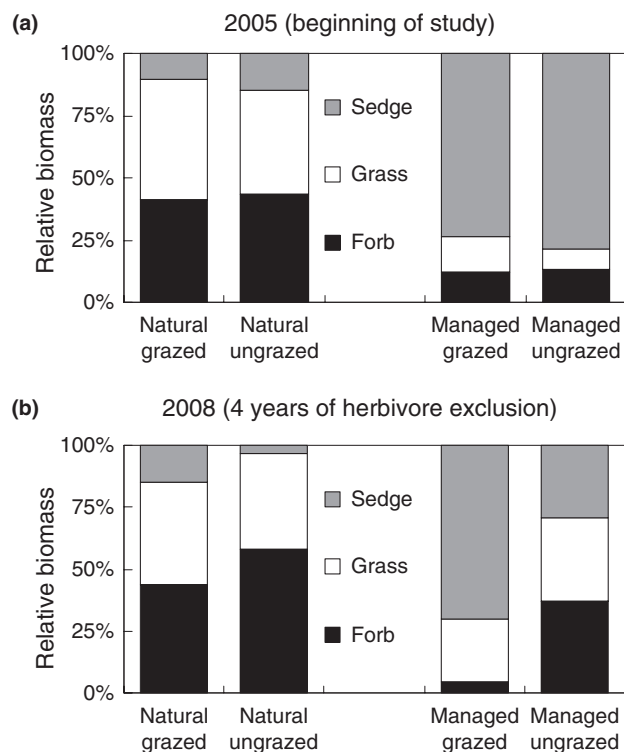 (a) 2005 (beginning of study)
Relative biomass
100%
75%
50%
25%
0%
Sedge
Grass
Forb
Natural grazed
Natural ungrazed
Managed grazed
Managed ungrazed
(b) 2008 (4 years of herbivore exclusion)
Relative biomass
100%
75%
50%
25%
0%
Sedge
Grass
Forb
Natural grazed
Natural ungrazed
Managed grazed
Managed ungrazed